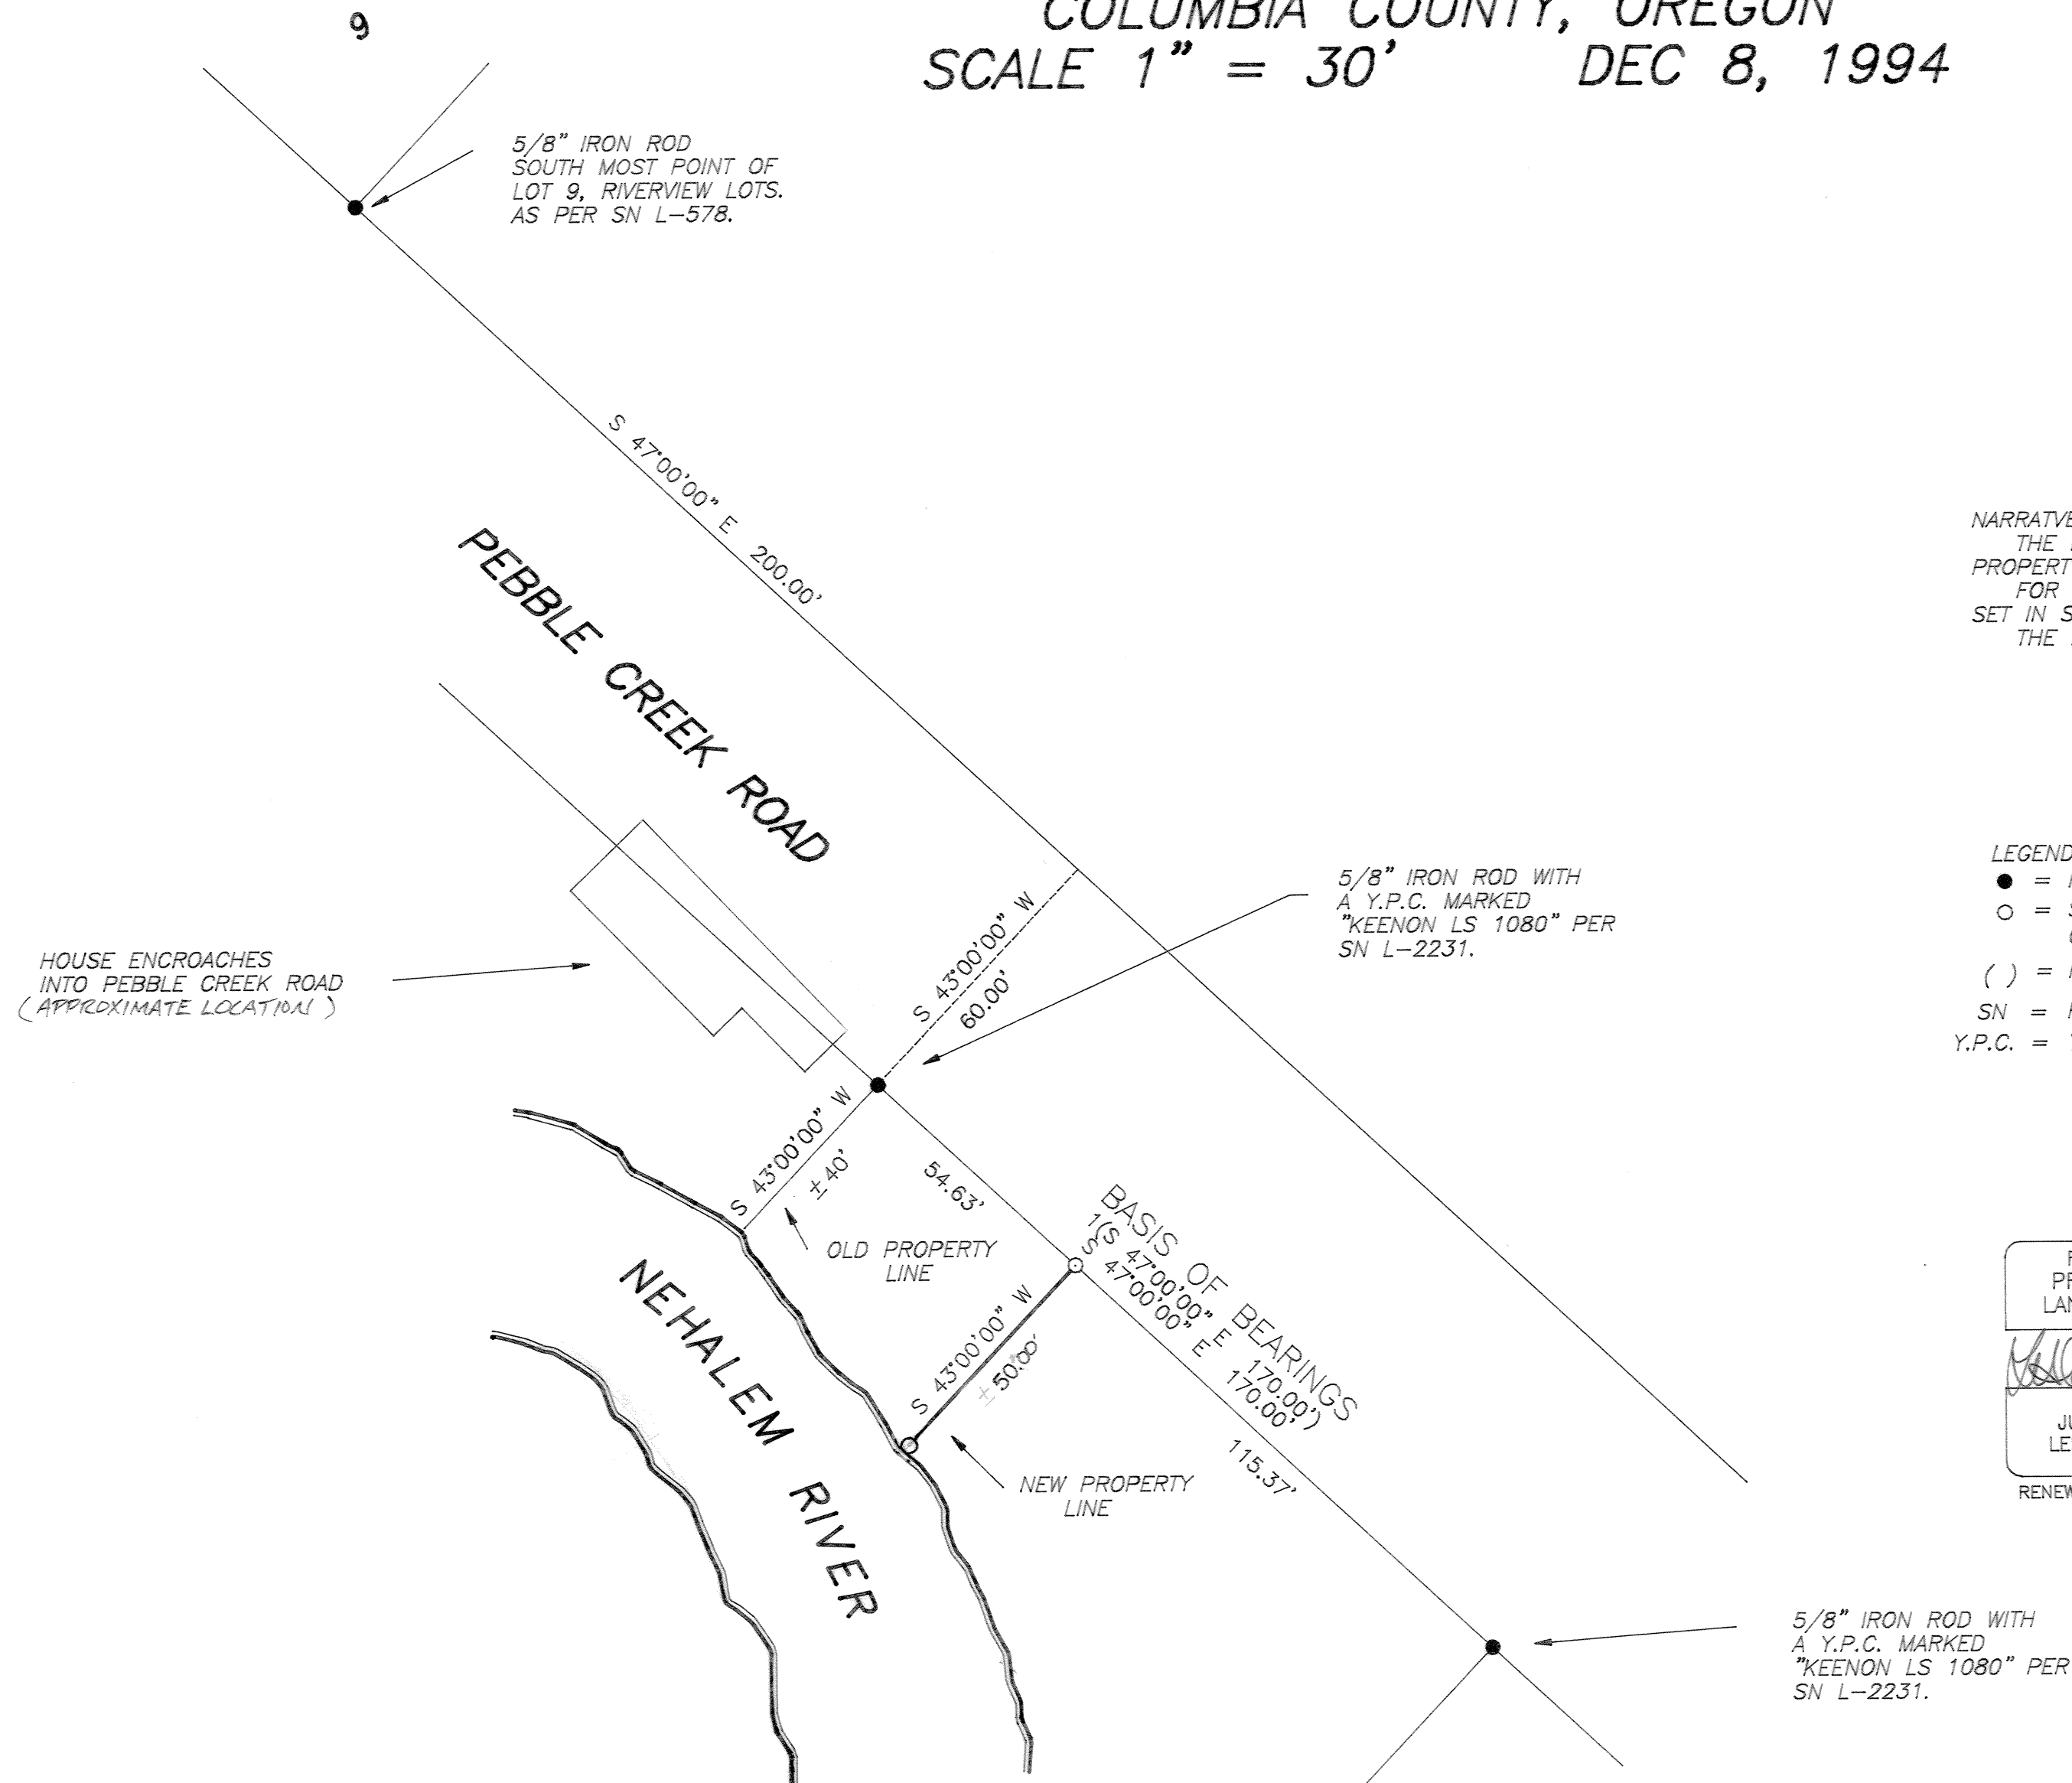 COLUMBIA COUNTY, OREGON
SCALE 1" = 30' DEC 8, 1994
9
5/8" IRON ROD
SOUTH MOST POINT OF
LOT 9, RIVERVIEW LOTS.
AS PER SN L-578.
S 47°00'00" E 200.00'
PEBBLE CREEK ROAD
NARRATVE
THE
PROPERT
FOR
SET IN S
THE
LEGEND
● =
○ =
( ) =
SN =
Y.P.C. =
5/8" IRON ROD WITH
A Y.P.C. MARKED
"KEENON LS 1080" PER
SN L-2231.
S 43°00'00" W
60.00'
HOUSE ENCROACHES
INTO PEBBLE CREEK ROAD
(APPROXIMATE LOCATION)
S 43°00'00" W
±40'
54.63'
OLD PROPERTY
LINE
BASIS OF BEARINGS
1(S 47°00'00" E 170.00')
S 47°00'00" E 170.00'
S 43°00'00" W
±50.00'
NEW PROPERTY
LINE
115.37'
NEHALEM RIVER
PR
LAN
JU
LE
RENEW
5/8" IRON ROD WITH
A Y.P.C. MARKED
"KEENON LS 1080" PER
SN L-2231.